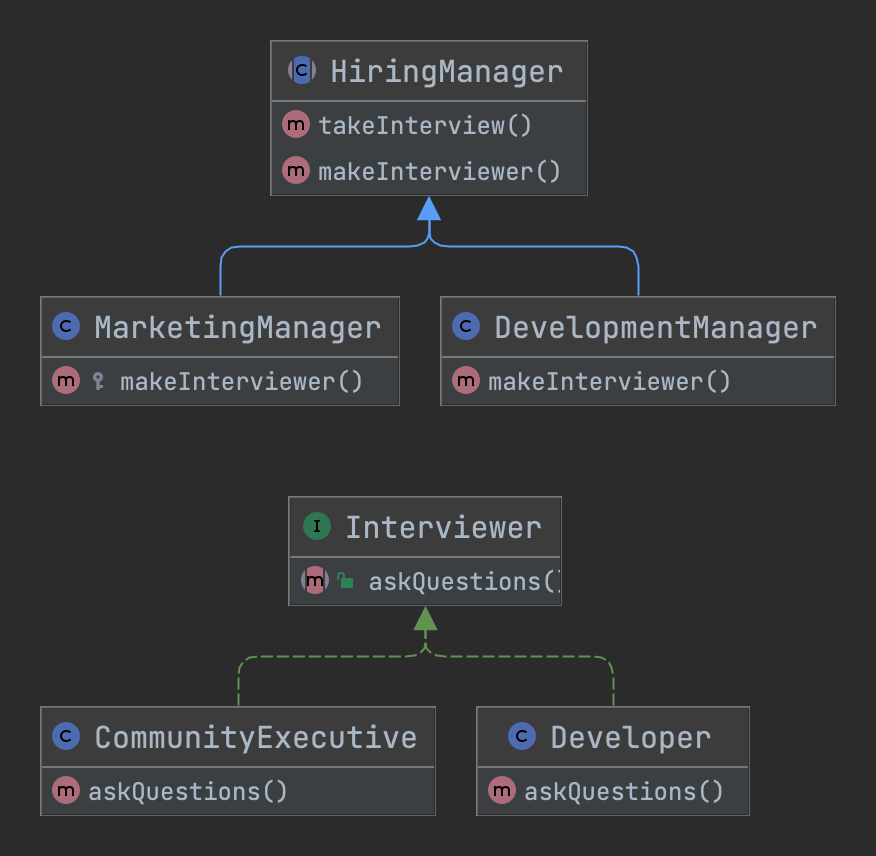 C HiringManager
m takeInterview()
m makeInterviewer()
C MarketingManager
m makeInterviewer()
C DevelopmentManager
m makeInterviewer()
I Interviewer
m askQuestions()
C CommunityExecutive
m askQuestions()
C Developer
m askQuestions()